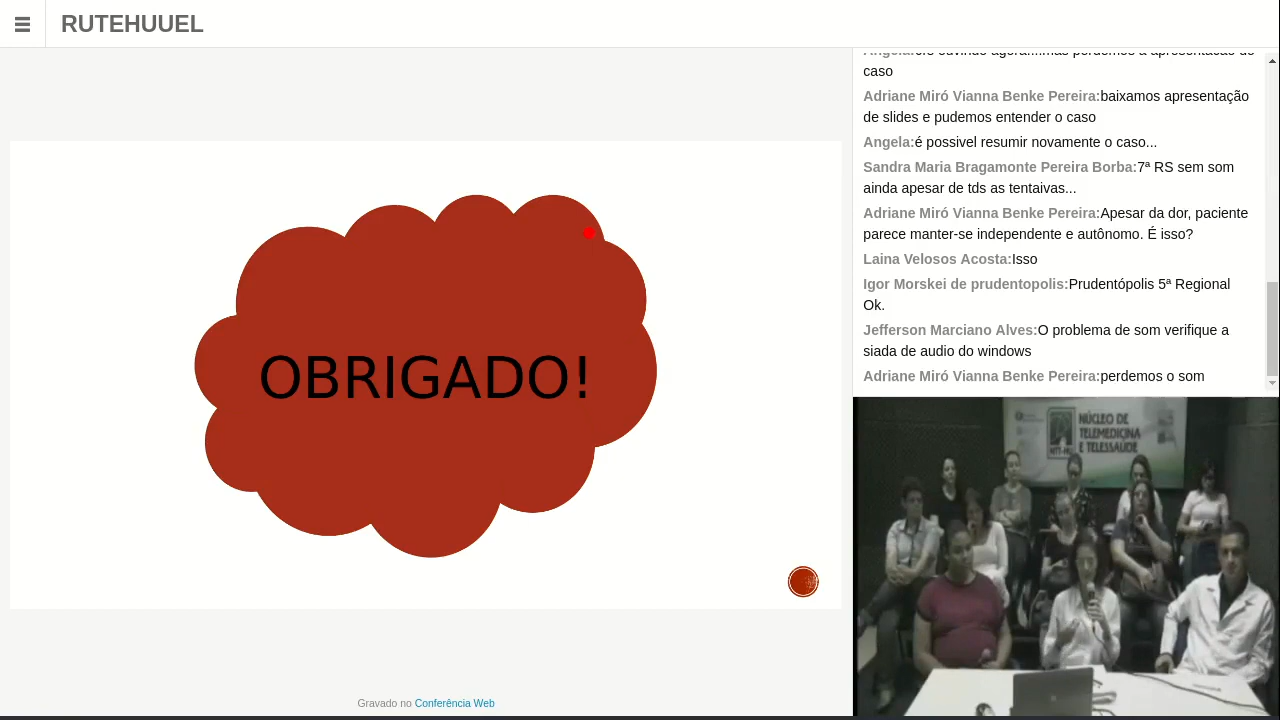 RUTEHUUEL
caso
Adriane Miró Vianna Benke Pereira:baixamos apresentação
de slides e pudemos entender o caso
Angela:é possivel resumir novamente o caso...
Sandra Maria Bragamonte Pereira Borba:7ª RS sem som
ainda apesar de tds as tentaivas...
Adriane Miró Vianna Benke Pereira:Apesar da dor, paciente
parece manter-se independente e autônomo. É isso?
Laina Velosos Acosta:Isso
Igor Morskei de prudentopolis:Prudentópolis 5ª Regional
Ok.
Jefferson Marciano Alves:O problema de som verifique a
siada de audio do windows
Adriane Miró Vianna Benke Pereira:perdemos o som
OBRIGADO!
NÚCLEO DE
TELEMEDICINA
E TELESSAÚDE
Gravado no Conferência Web